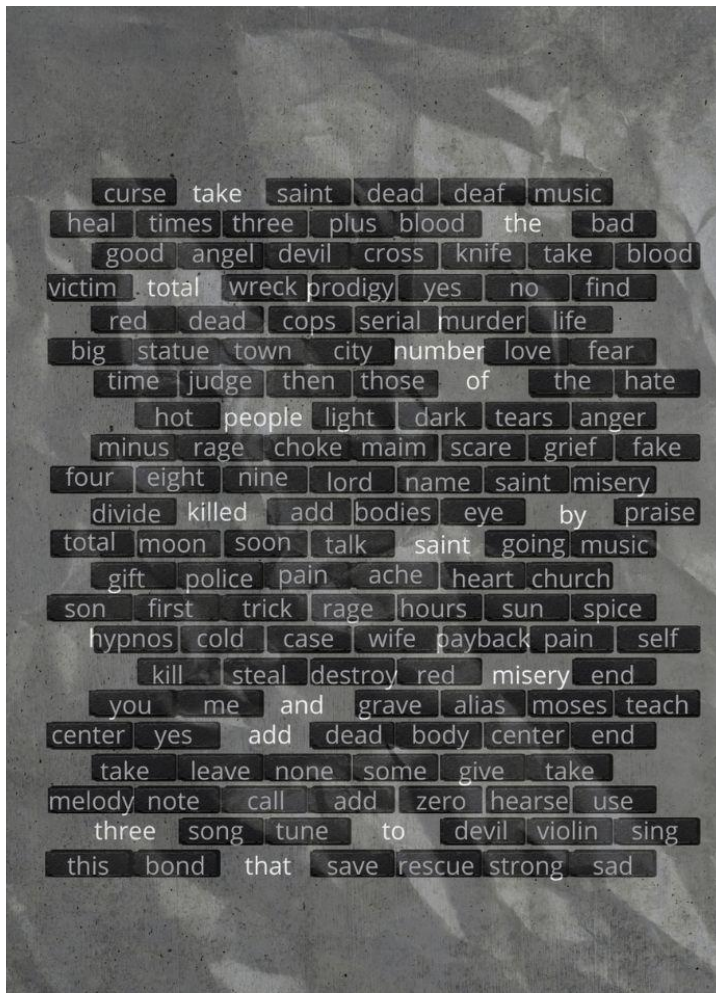 curse take saint dead deaf music
heal times three plus blood the bad
good angel devil cross knife take blood
victim total wreck prodigy yes no find
red dead cops serial murder life
big statue town city number love fear
time judge then those of the hate
hot people light dark tears anger
minus rage choke maim scare grief fake
four eight nine lord name saint misery
divide killed add bodies eye by praise
total moon soon talk saint going music
gift police pain ache heart church
son first trick rage hours sun spice
hypnos cold case wife payback pain self
kill steal destroy red misery end
you me and grave alias moses teach
center yes add dead body center end
take leave none some give take
melody note call add zero hearse use
three song tune to devil violin sing
this bond that save rescue strong sad